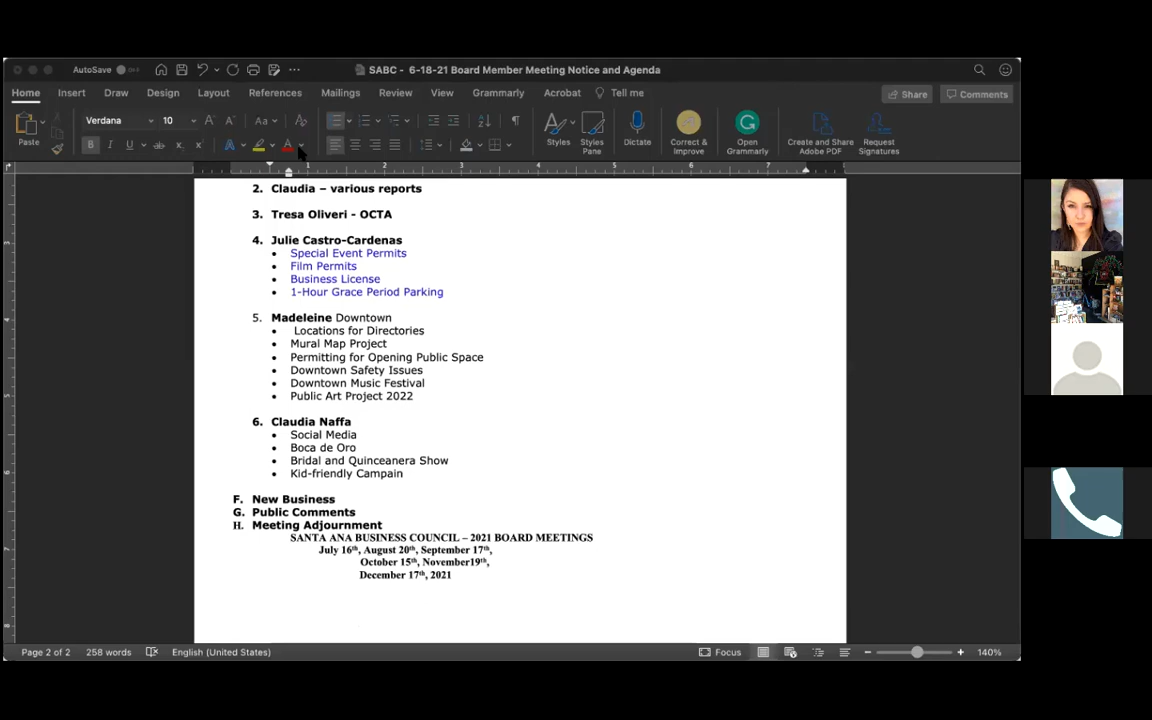 AutoSave
SABC - 6-18-21 Board Member Meeting Notice and Agenda
Home Insert Draw Design Layout References Mailings Review View Grammarly Acrobat Tell me
Share Comments
Paste
Verdana 10
Styles
Styles Pane
Dictate
Correct & Improve
Open Grammarly
Create and Share Adobe PDF
Request Signatures
1 2 3 4 5 6 7
2. Claudia – various reports
3. Tresa Oliveri - OCTA
4. Julie Castro-Cardenas
• Special Event Permits
• Film Permits
• Business License
• 1-Hour Grace Period Parking
5. Madeleine Downtown
• Locations for Directories
• Mural Map Project
• Permitting for Opening Public Space
• Downtown Safety Issues
• Downtown Music Festival
• Public Art Project 2022
6. Claudia Naffa
• Social Media
• Boca de Oro
• Bridal and Quinceanera Show
• Kid-friendly Campain
F. New Business
G. Public Comments
H. Meeting Adjournment
SANTA ANA BUSINESS COUNCIL – 2021 BOARD MEETINGS
July 16th, August 20th, September 17th,
October 15th, November19th,
December 17th, 2021
Page 2 of 2 258 words English (United States) Focus 140%